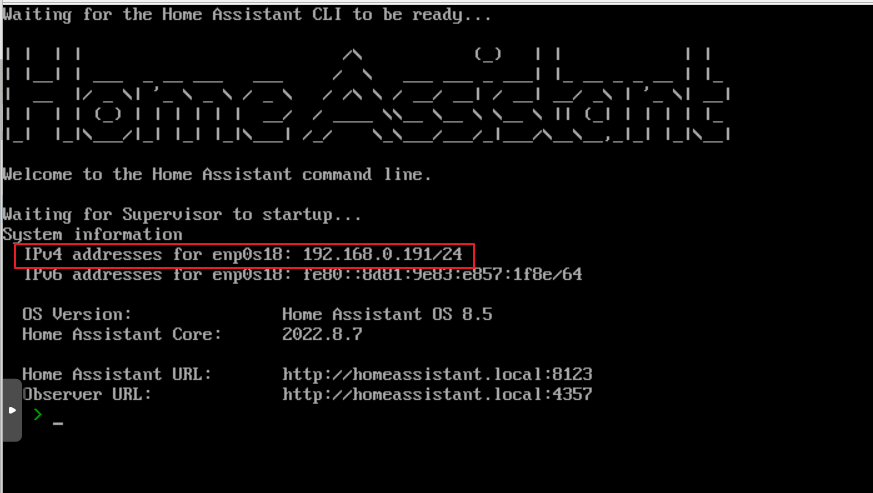 Waiting for the Home Assistant CLI to be ready...
Home Assistant
Welcome to the Home Assistant command line.
Waiting for Supervisor to startup...
System information
IPv4 addresses for enp0s18: 192.168.0.191/24
IPv6 addresses for enp0s18: fe80::8d81:9e83:e857:1f8e/64
OS Version: Home Assistant OS 8.5
Home Assistant Core: 2022.8.7
Home Assistant URL: http://homeassistant.local:8123
Observer URL: http://homeassistant.local:4357
> _